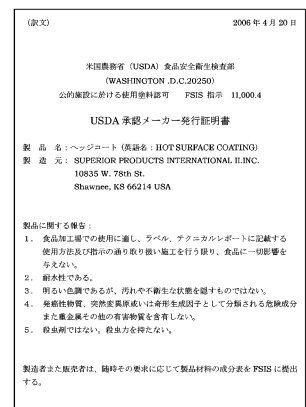 (訳文)
2006 年 4 月 20 日
米国農務省 (USDA) 食品安全衛生検査部
(WASHINGTON .D.C.20250)
公的施設に於ける使用塗料認可 FSIS 指示 11,000.4
USDA 承認メーカー発行証明書
製 品 名：ヘッジコート (英語名：HOT SURFACE COATING)
製 造 元： SUPERIOR PRODUCTS INTERNATIONAL II.INC.
10835 W. 78th St.
Shawnee, KS 66214 USA
製品に関する報告：
1． 食品加工場での使用に適し、ラベル、テクニカルレポートに記載する
使用方法及び指示の通り取り扱い施工を行う限り、食品に一切影響を
与えない。
2． 耐水性である。
3． 明るい色調であるが、汚れや不衛生な状態を隠すものではない。
4． 発癌性物質、突然変異原或いは奇形生成因子として分類される危険成分
また重金属その他の有害物質を含有しない。
5． 殺虫剤ではない。殺虫力を持たない。
製造者また販売者は、随時その要求に応じて製品材料の成分表を FSIS に提出
する。